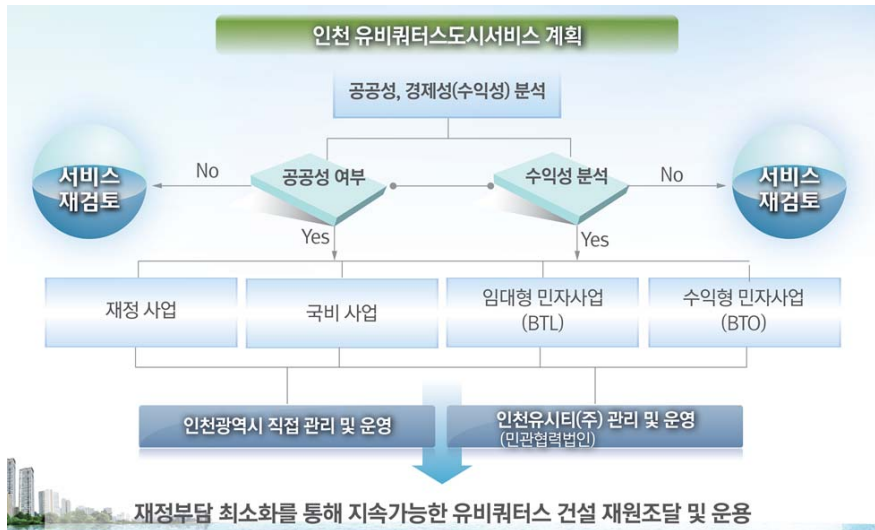 인천 유비쿼터스도시서비스 계획
공공성, 경제성(수익성) 분석
서비스
재검토
No
공공성 여부
수익성 분석
No
서비스
재검토
Yes
Yes
재정 사업
국비 사업
임대형 민자사업
(BTL)
수익형 민자사업
(BTO)
인천광역시 직접 관리 및 운영
인천유시티(주) 관리 및 운영
(민관협력법인)
재정부담 최소화를 통해 지속가능한 유비쿼터스 건설 재원조달 및 운용